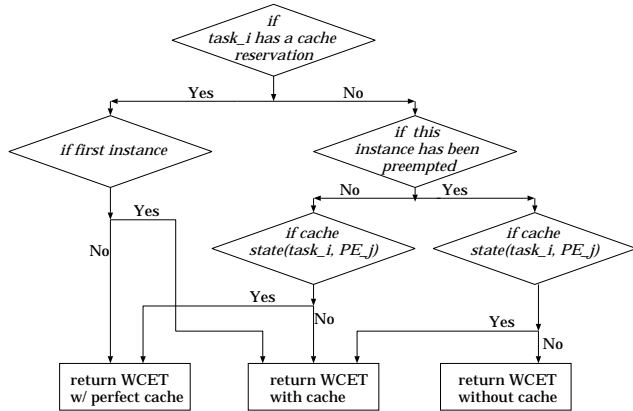 if
task_i has a cache
reservation
Yes
No
if first instance
if this
instance has been
preempted
No
Yes
Yes
No
if cache
state(task_i, PE_j)
if cache
state(task_i, PE_j)
Yes
No
Yes
No
return WCET
w/ perfect cache
return WCET
with cache
return WCET
without cache